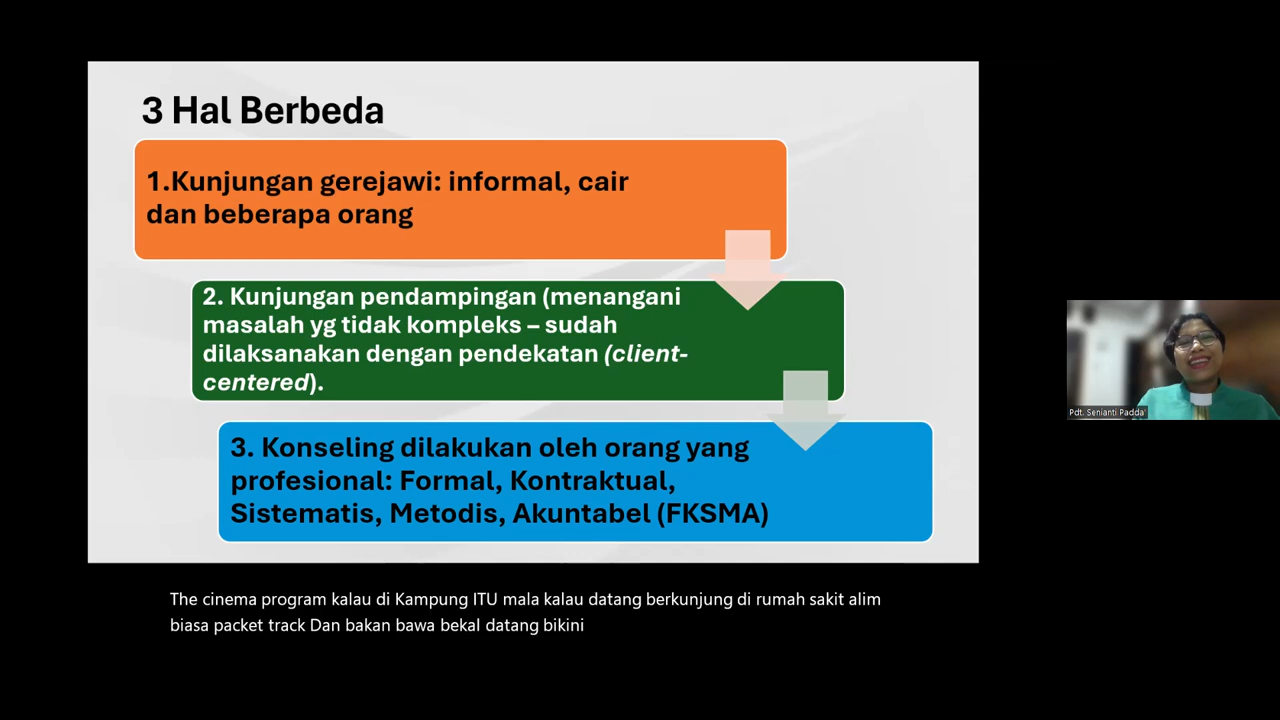 3 Hal Berbeda
1.Kunjungan gerejawi: informal, cair
dan beberapa orang
2. Kunjungan pendampingan (menangani
masalah yg tidak kompleks – sudah
dilaksanakan dengan pendekatan (client-
centered).
3. Konseling dilakukan oleh orang yang
profesional: Formal, Kontraktual,
Sistematis, Metodis, Akuntabel (FKSMA)
Pdt. Senianti Padda'
The cinema program kalau di Kampung ITU mala kalau datang berkunjung di rumah sakit alim
biasa packet track Dan bakan bawa bekal datang bikini